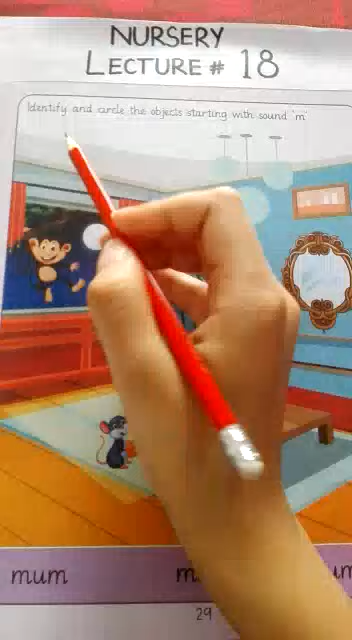 NURSERY
LECTURE # 18
Identify and circle the objects starting with sound 'm'
mum
29